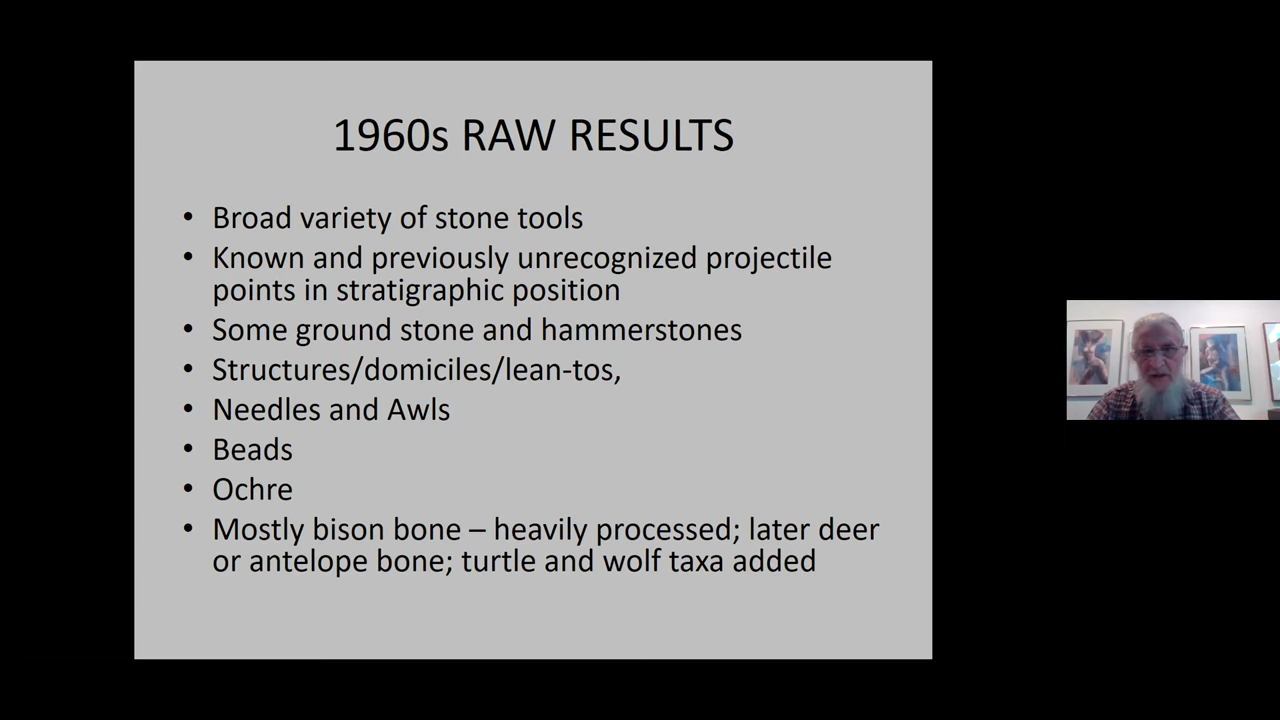 1960s RAW RESULTS
• Broad variety of stone tools
• Known and previously unrecognized projectile
points in stratigraphic position
• Some ground stone and hammerstones
• Structures/domiciles/lean-tos,
• Needles and Awls
• Beads
• Ochre
• Mostly bison bone – heavily processed; later deer
or antelope bone; turtle and wolf taxa added